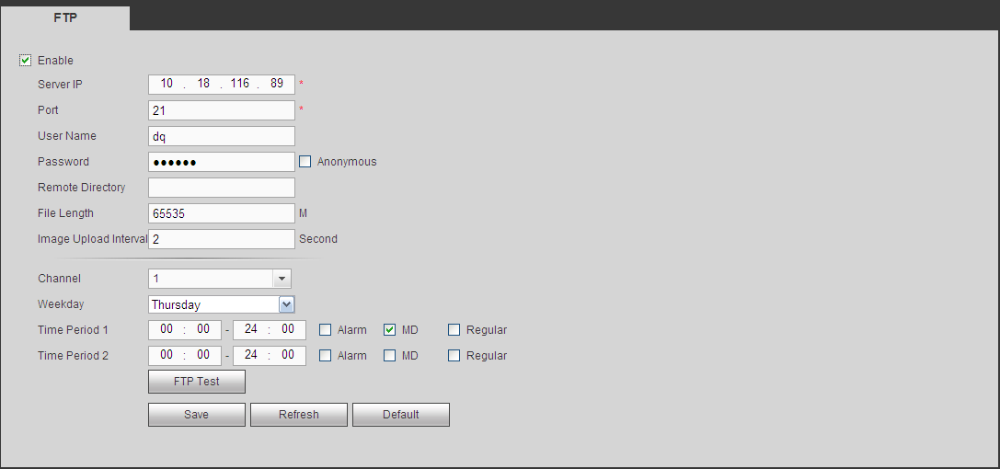 FTP
Enable
Server IP 10 . 18 . 116 . 89 *
Port 21 *
User Name dq
Password ●●●●●● Anonymous
Remote Directory
File Length 65535 M
Image Upload Interval 2 Second
Channel 1
Weekday Thursday
Time Period 1 00 : 00 - 24 : 00 Alarm MD Regular
Time Period 2 00 : 00 - 24 : 00 Alarm MD Regular
FTP Test
Save Refresh Default